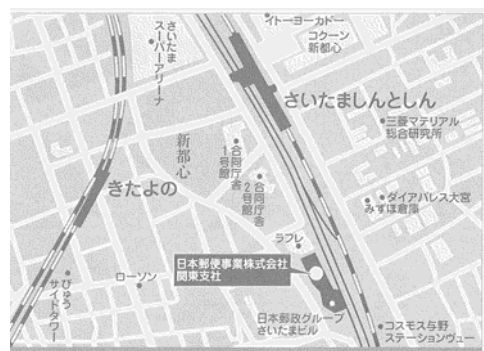 イトーヨーカドー
コクーン
新都心
さいたま
スーパーアリーナ
さいたましんとしん
三菱マテリアル
総合研究所
新都心
合同庁舎
1号館
合同庁舎
2号館
きたよの
ダイアパレス大宮
みずほ倉庫
ラフレ
日本郵便事業株式会社
関東支社
ローソン
びゅう
サイドタワー
日本郵政グループ
さいたまビル
コスモス与野
ステーションヴュー